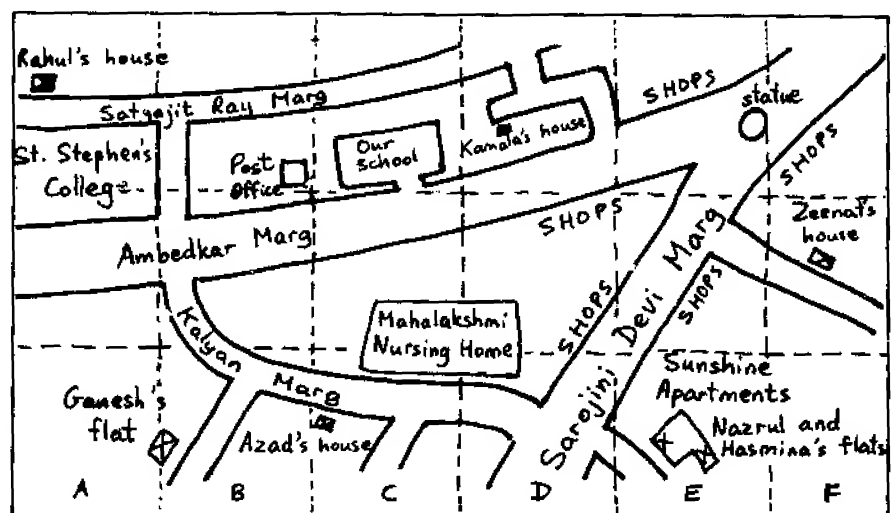 Rahul's house
Satyajit Ray Marg
SHOPS
statue
St. Stephen's
College
Post
Office
Our
School
Kamala's house
SHOPS
Ambedkar Marg
SHOPS
Zeenat's
house
Kalyan
Marg
Mahalakshmi
Nursing Home
SHOPS
Sarojini Devi Marg
SHOPS
Ganesh's
flat
Azad's house
Sunshine
Apartments
Nazrul and
Hasmina's flats
A B C D E F